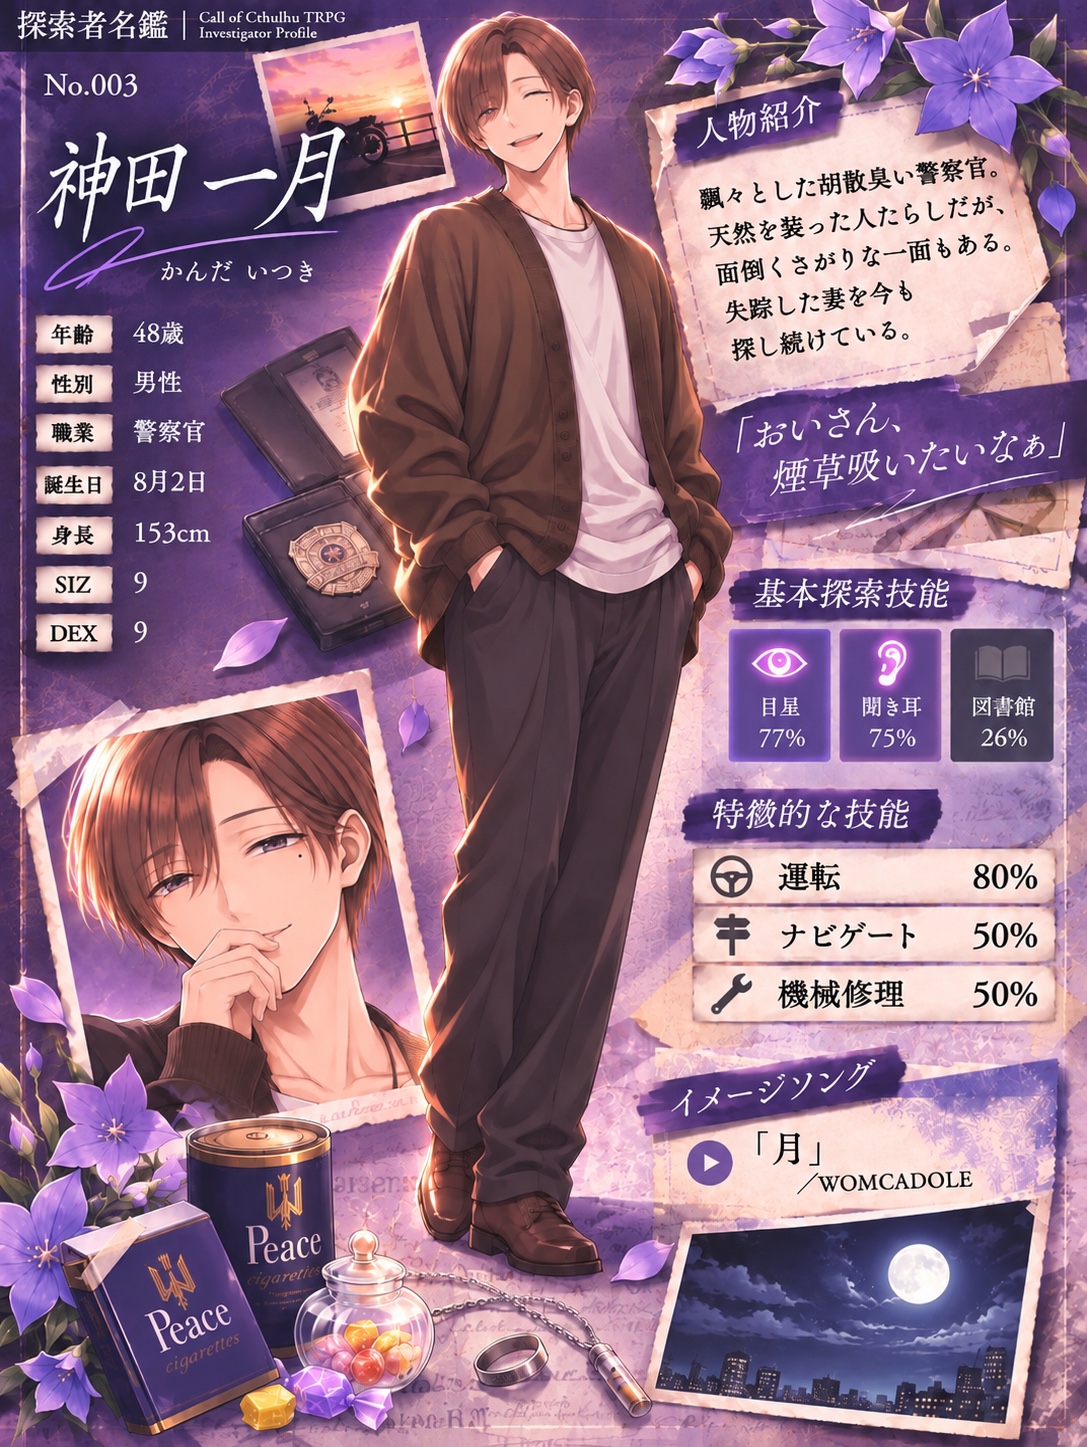 探索者名鑑
Call of Cthulhu TRPG
Investigator Profile
No.003
神田 一月
かんだ いつき
年齢 48歳
性別 男性
職業 警察官
誕生日 8月2日
身長 153cm
SIZ 9
DEX 9
人物紹介
飄々とした胡散臭い警察官。
天然を装った人たらしだが、
面倒くさがりな一面もある。
失踪した妻を今も
探し続けている。
「おいさん、
煙草吸いたいなぁ」
基本探索技能
目星
77%
聞き耳
75%
図書館
26%
特徴的な技能
運転 80%
ナビゲート 50%
機械修理 50%
イメージソング
「月」
／WOMCADOLE
Peace
cigarettes
Peace
cigarettes